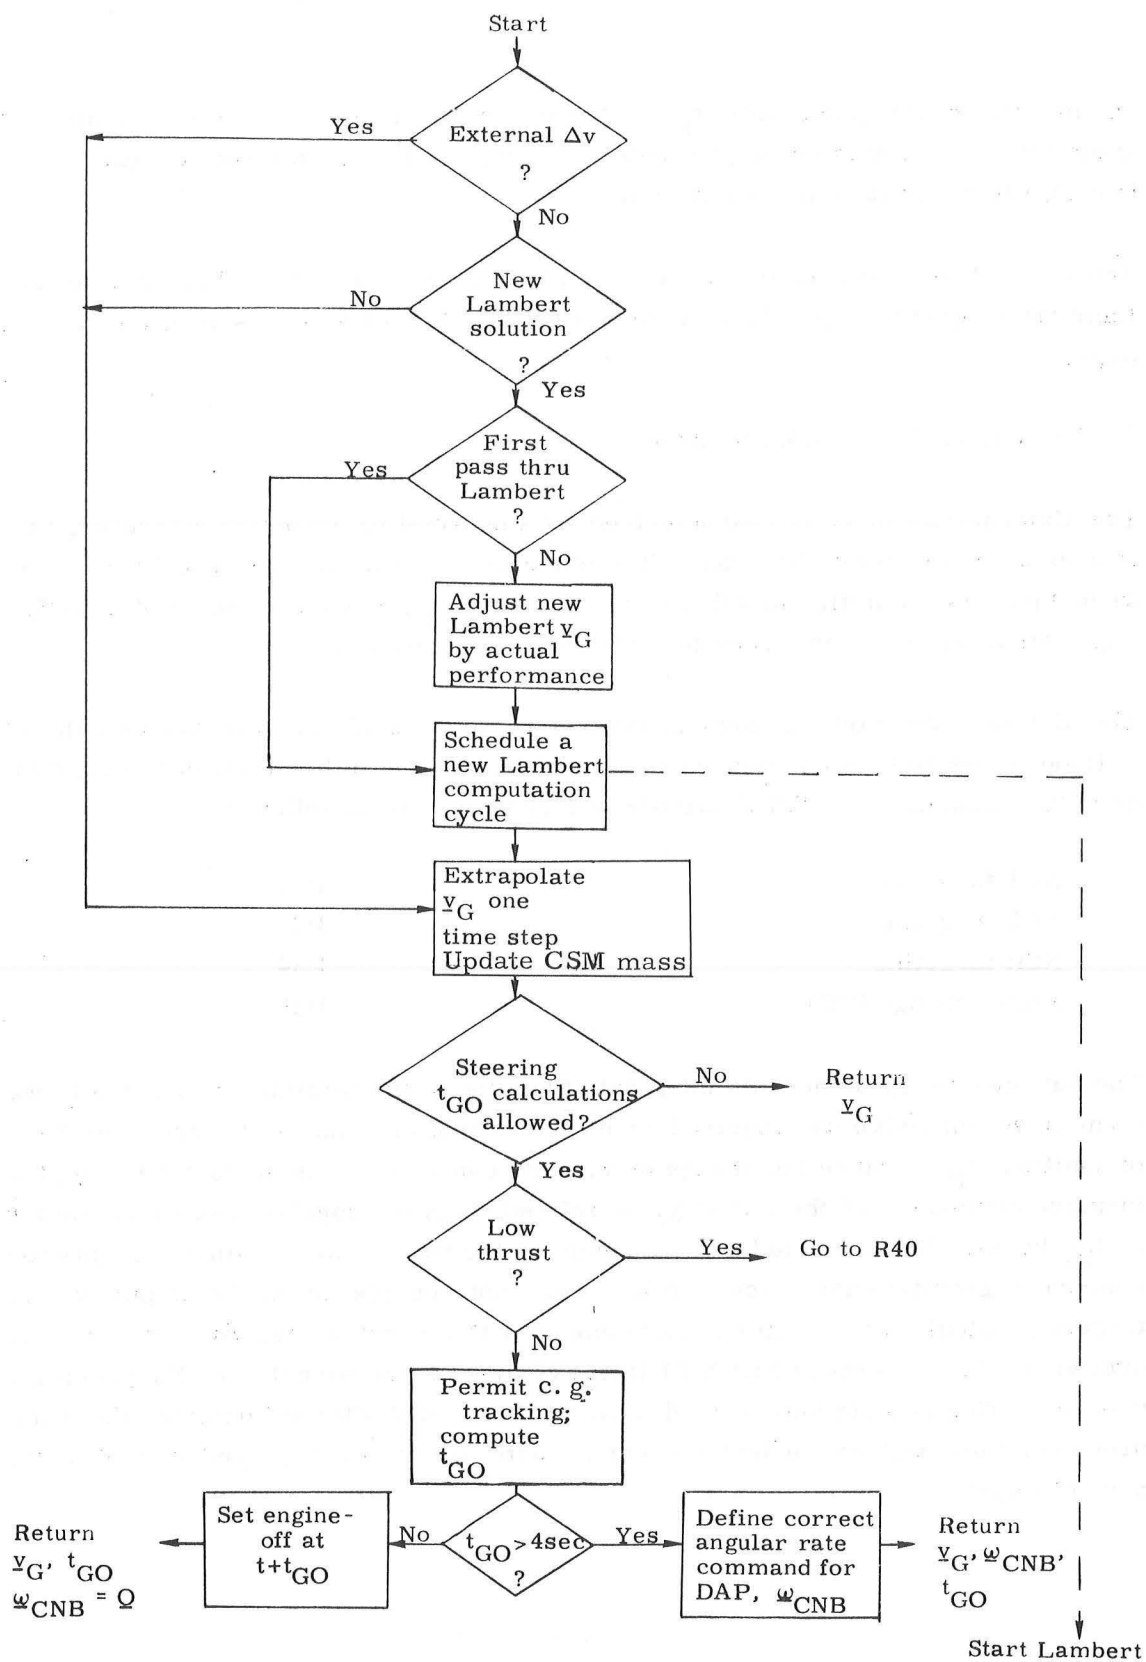 Start
External Δv
?
Yes
No
New
Lambert
solution
?
No
Yes
First
pass thru
Lambert
?
Yes
No
Adjust new
Lambert v_G
by actual
performance
Schedule a
new Lambert
computation
cycle
Extrapolate
v_G one
time step
Update CSM mass
Steering
t_GO calculations
allowed?
No
Return
v_G
Yes
Low
thrust
?
Yes
Go to R40
No
Permit c. g.
tracking;
compute
t_GO
t_GO > 4sec
?
No
Set engine-
off at
t+t_GO
Return
v_G, t_GO
ω_CNB = 0
Yes
Define correct
angular rate
command for
DAP, ω_CNB
Return
v_G, ω_CNB,
t_GO
Start Lambert